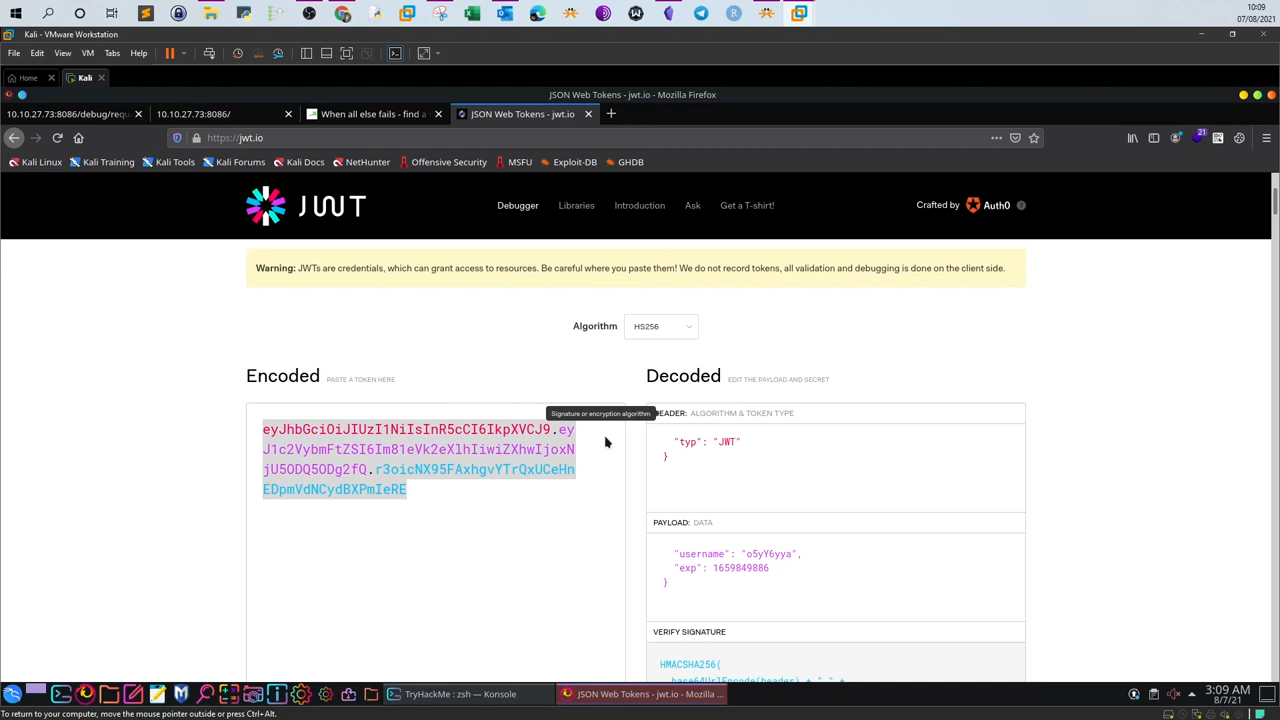 10:09
07/08/2021
Kali - VMware Workstation
File Edit View VM Tabs Help
Home Kali
JSON Web Tokens - jwt.io - Mozilla Firefox
10.10.27.73:8086/debug/requ 10.10.27.73:8086/ When all else fails - find a JSON Web Tokens - jwt.io
https://jwt.io
21
Kali Linux Kali Training Kali Tools Kali Forums Kali Docs NetHunter Offensive Security MSFU Exploit-DB GHDB
JWT Debugger Libraries Introduction Ask Get a T-shirt! Crafted by Auth0 ?
Warning: JWTs are credentials, which can grant access to resources. Be careful where you paste them! We do not record tokens, all validation and debugging is done on the client side.
Algorithm HS256
Encoded PASTE A TOKEN HERE
eyJhbGciOiJIUzI1NiIsInR5cCI6IkpXVCJ9.ey
J1c2VybmFtZSI6Im81eVk2eXlhIiwiZXhwIjoxN
jU5ODQ5ODg2fQ.r3oicNX95FAxhgvYTrQxUCeHn
EDpmVdNCydBXPmIeRE
Signature or encryption algorithm
Decoded EDIT THE PAYLOAD AND SECRET
EADER: ALGORITHM & TOKEN TYPE
"typ": "JWT"
}
PAYLOAD: DATA
"username": "o5yY6yya",
"exp": 1659849886
}
VERIFY SIGNATURE
HMACSHA256(
base64UrlEncode(header) + "." +
TryHackMe : zsh — Konsole JSON Web Tokens - jwt.io - Mozilla ... 3:09 AM
8/7/21
To return to your computer, move the mouse pointer outside or press Ctrl+Alt.